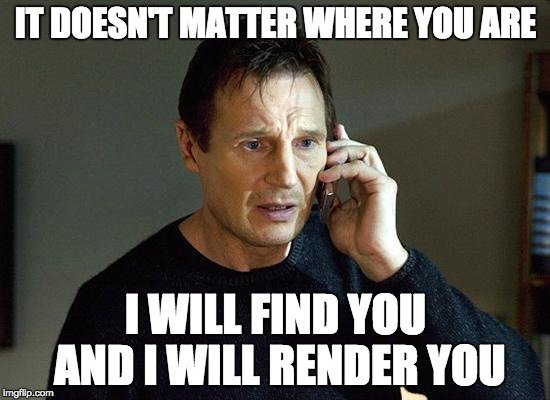 IT DOESN'T MATTER WHERE YOU ARE
I WILL FIND YOU
AND I WILL RENDER YOU
imgflip.com